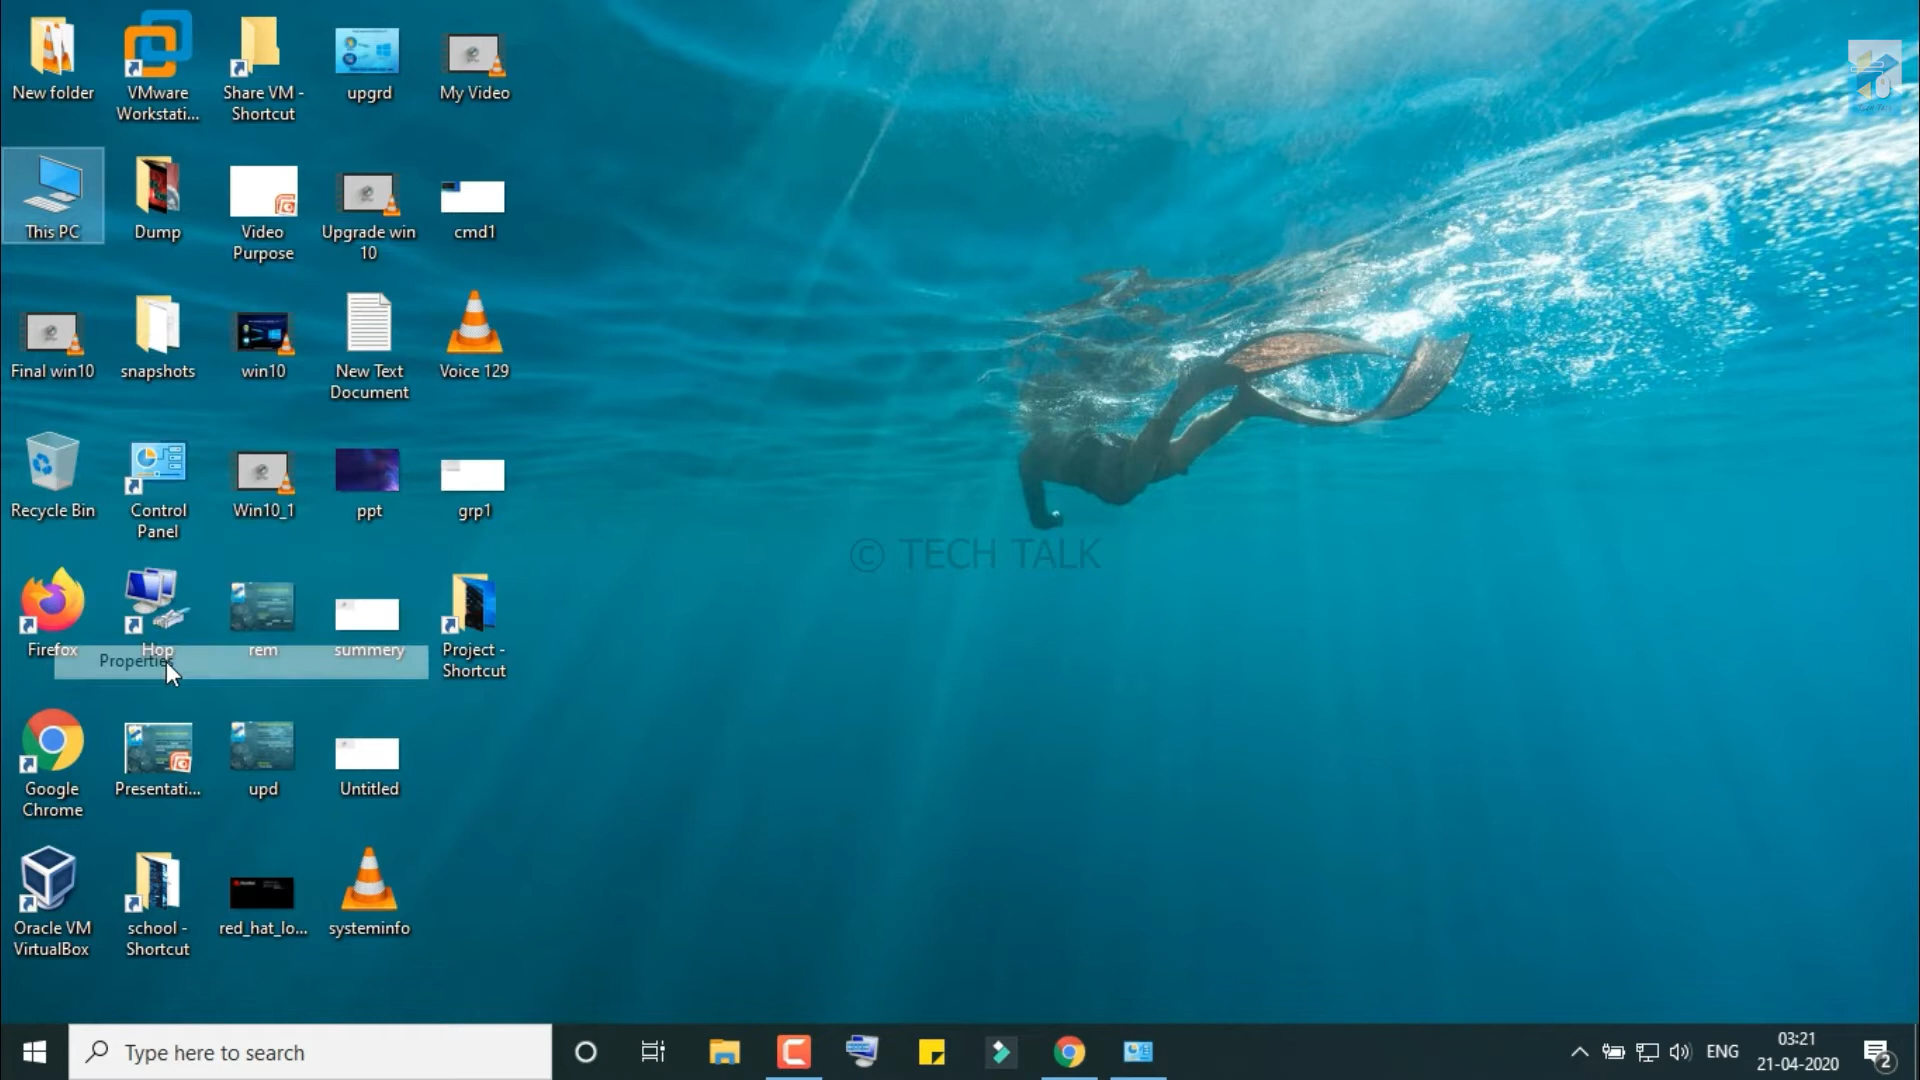 New folder
VMware
Workstati...
Share VM -
Shortcut
upgrd
My Video
This PC
Dump
Video
Purpose
Upgrade win
10
cmd1
Final win10
snapshots
win10
New Text
Document
Voice 129
Recycle Bin
Control
Panel
Win10_1
ppt
grp1
© TECH TALK
Firefox
Hop
rem
summery
Project -
Shortcut
Properties
Google
Chrome
Presentati...
upd
Untitled
Oracle VM
VirtualBox
school -
Shortcut
red_hat_lo...
systeminfo
Type here to search
ENG
03:21
21-04-2020
2